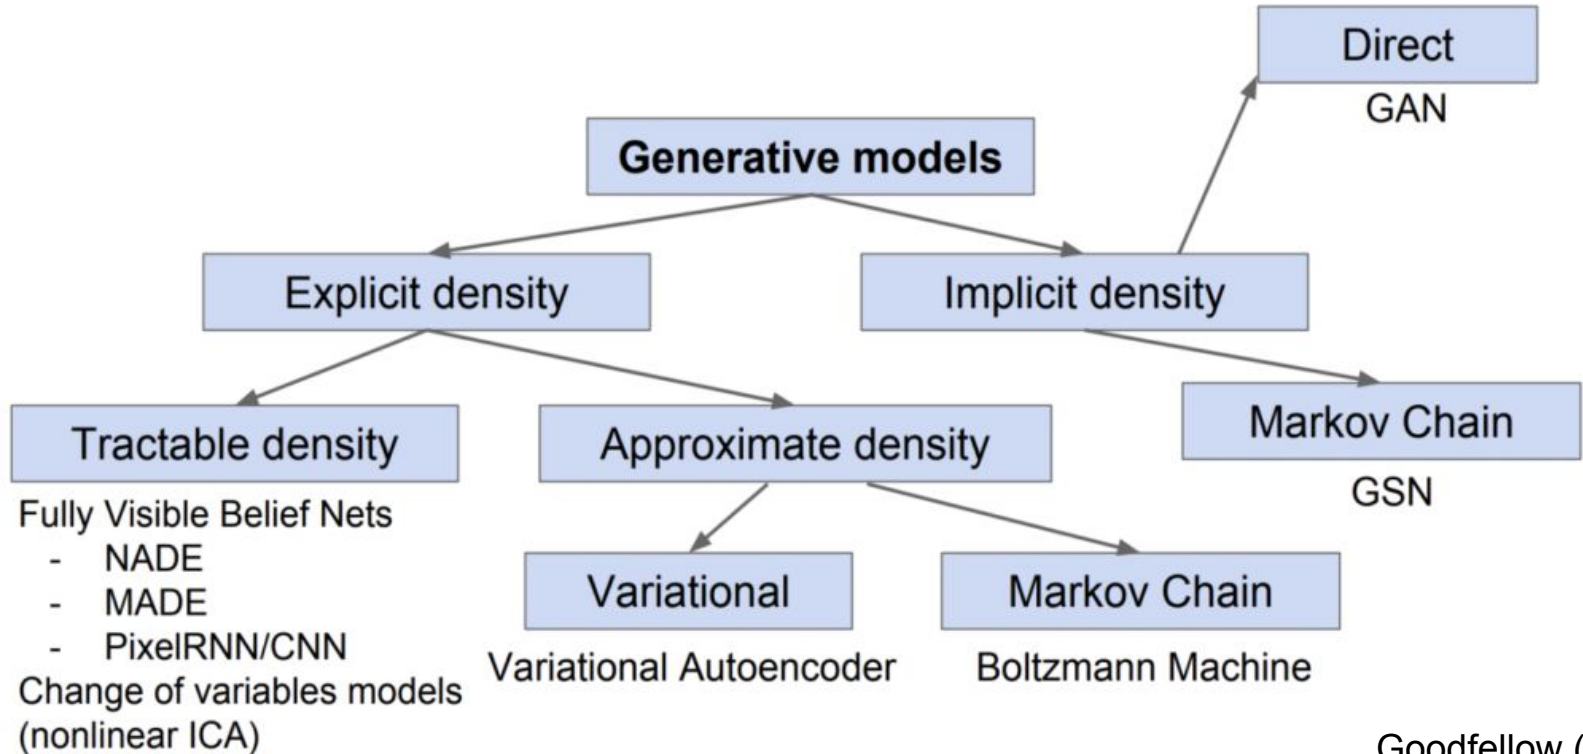 Direct
GAN
Generative models
Explicit density
Implicit density
Tractable density
Approximate density
Markov Chain
GSN
Fully Visible Belief Nets
- NADE
- MADE
- PixelRNN/CNN
Change of variables models
(nonlinear ICA)
Variational
Markov Chain
Variational Autoencoder
Boltzmann Machine
Goodfellow (